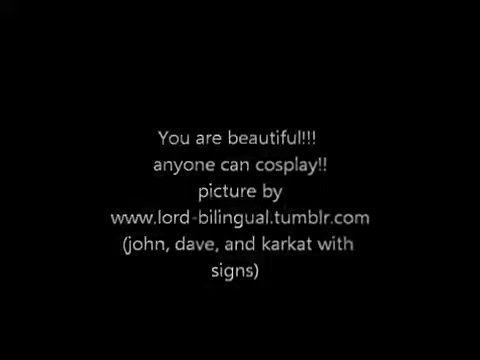 You are beautiful!!!
anyone can cosplay!!
picture by
www.lord-bilingual.tumblr.com
(john, dave, and karkat with
signs)